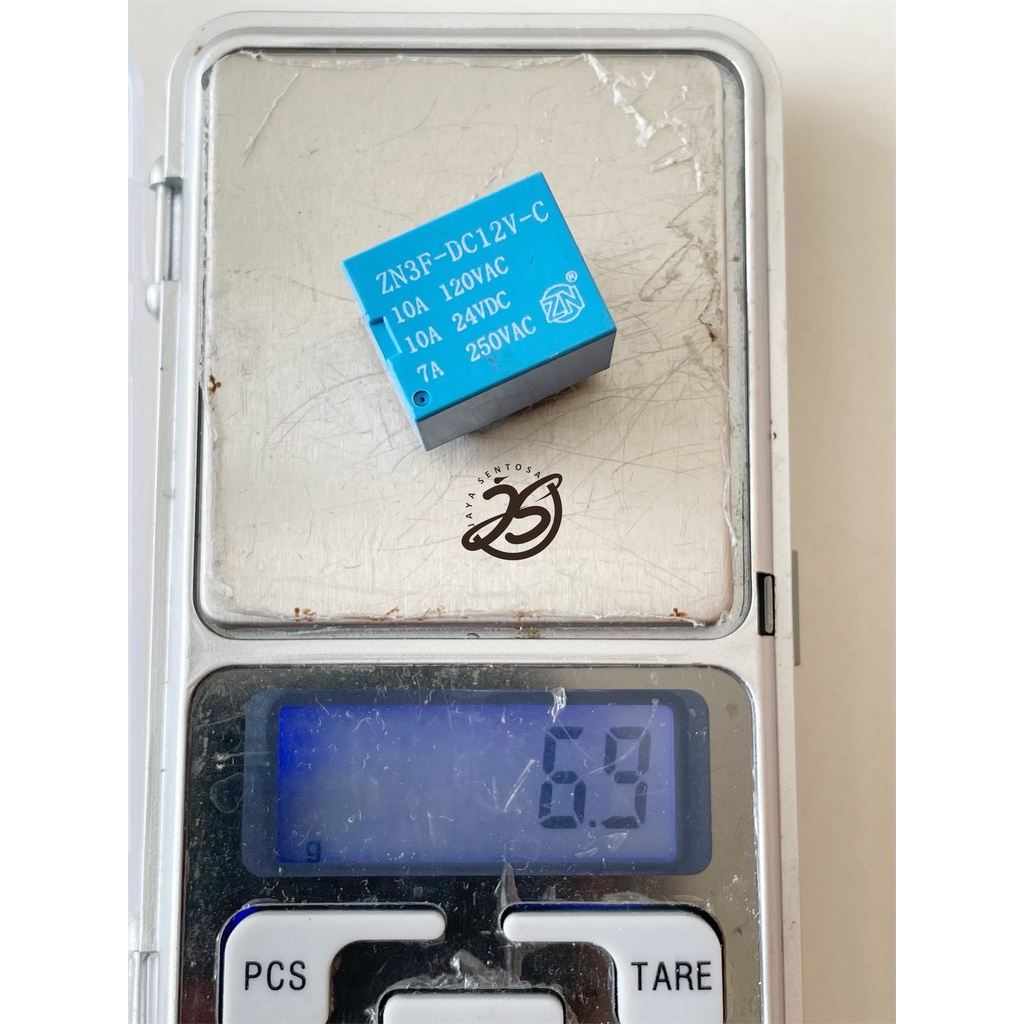 ZN3F-DC12V-C
10A 120VAC
10A 24VDC
7A 250VAC
ZN®
JAYA SENTOSA
JS
6.9
g
PCS
TARE